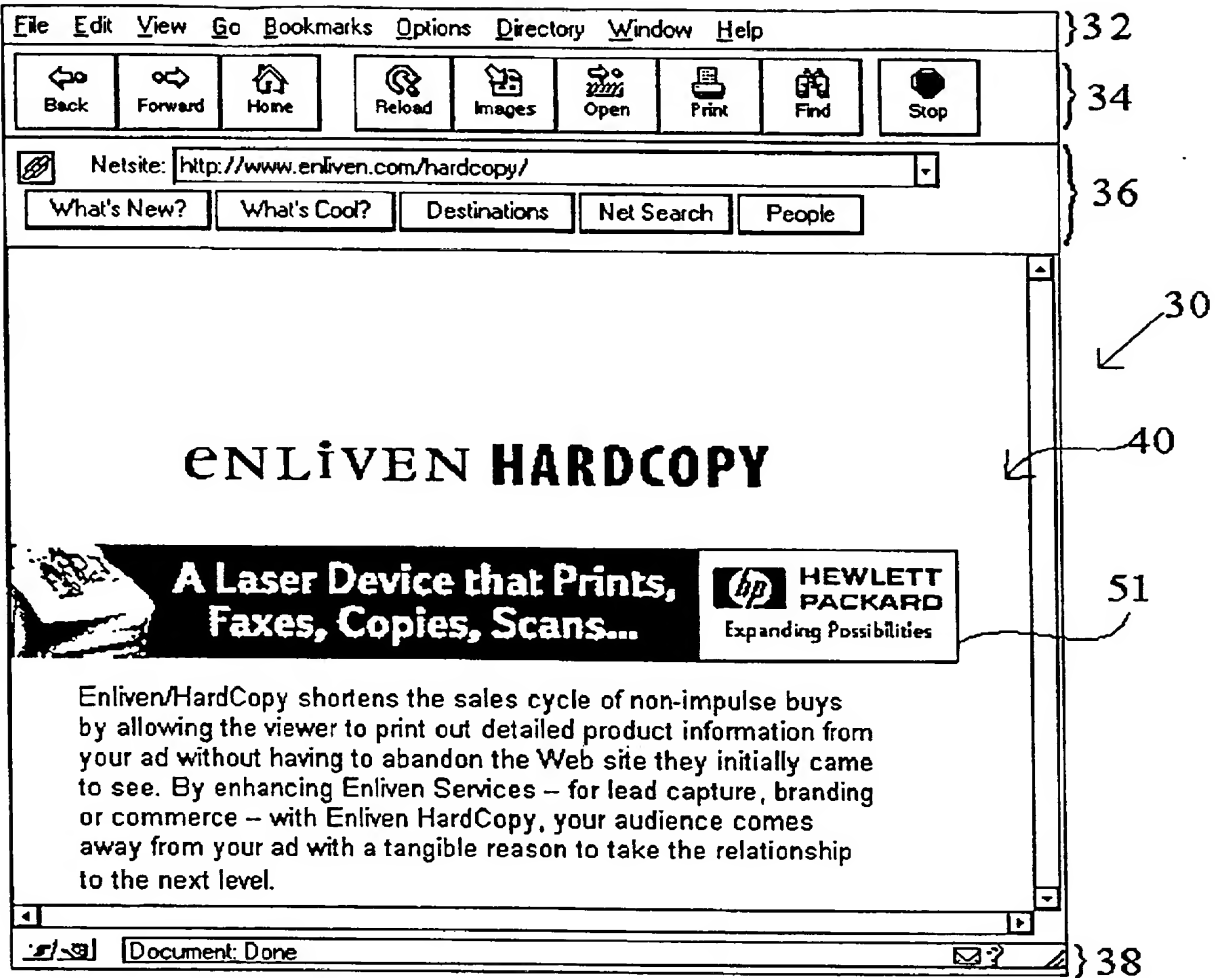 File Edit View Go Bookmarks Options Directory Window Help }32
Back Forward Home Reload Images Open Print Find Stop }34
Netsite: http://www.enliven.com/hardcopy/
What's New? What's Cool? Destinations Net Search People }36
30
40
eNLiVEN HARDCOPY
A Laser Device that Prints,
Faxes, Copies, Scans...
hp HEWLETT
PACKARD
Expanding Possibilities
51
Enliven/HardCopy shortens the sales cycle of non-impulse buys
by allowing the viewer to print out detailed product information from
your ad without having to abandon the Web site they initially came
to see. By enhancing Enliven Services – for lead capture, branding
or commerce – with Enliven HardCopy, your audience comes
away from your ad with a tangible reason to take the relationship
to the next level.
Document: Done ? }38